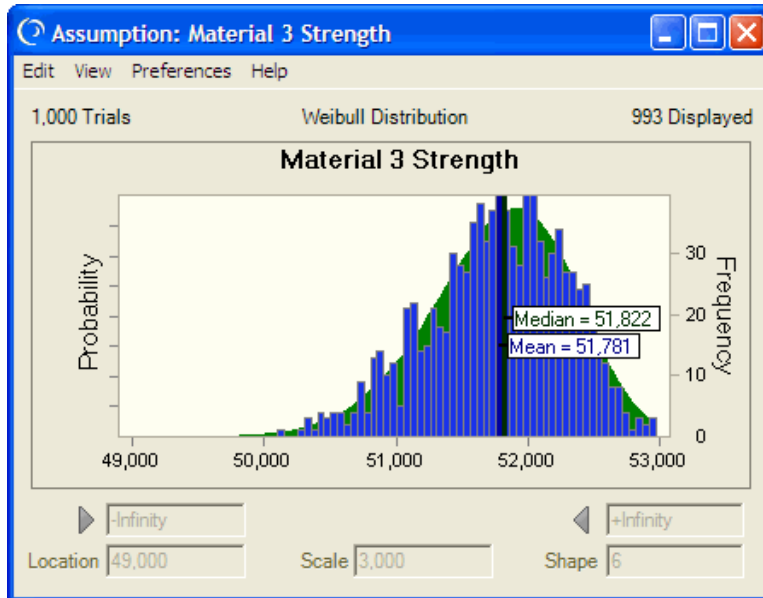 Assumption: Material 3 Strength
Edit View Preferences Help
1,000 Trials Weibull Distribution 993 Displayed
Material 3 Strength
Probability
Frequency
30
20
10
0
Median = 51,822
Mean = 51,781
49,000 50,000 51,000 52,000 53,000
-Infinity +Infinity
Location 49,000 Scale 3,000 Shape 6